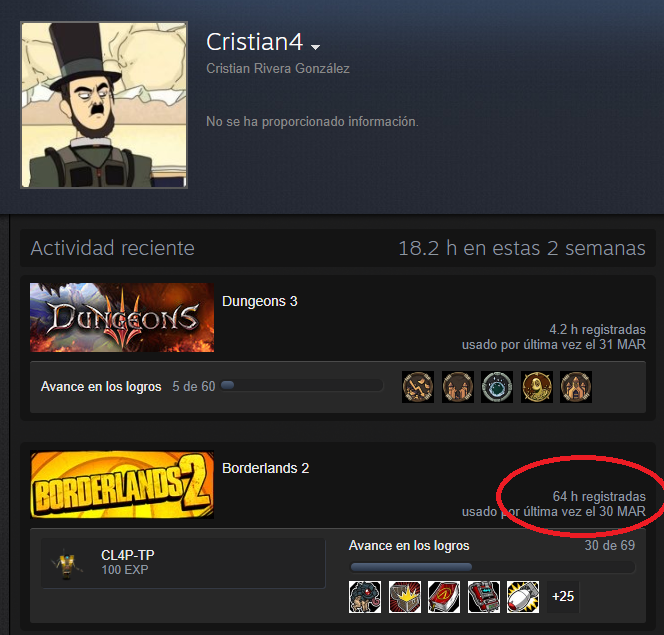 Cristian4
Cristian Rivera González
No se ha proporcionado información.
Actividad reciente
18.2 h en estas 2 semanas
DUNGEONS III
Dungeons 3
4.2 h registradas
usado por última vez el 31 MAR
Avance en los logros 5 de 60
BORDERLANDS 2
Borderlands 2
64 h registradas
usado por última vez el 30 MAR
CL4P-TP
100 EXP
Avance en los logros
30 de 69
+25